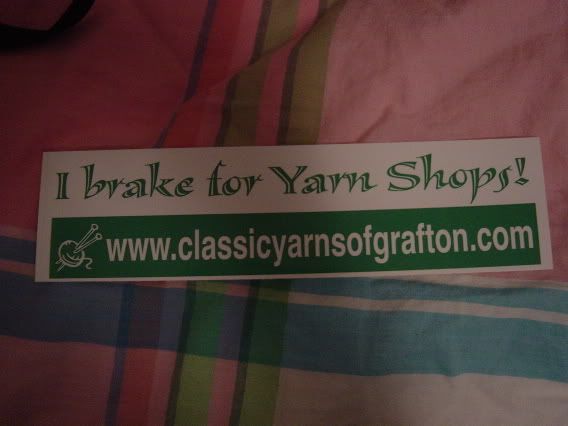 I brake for Yarn Shops!
www.classicyarnsofgrafton.com